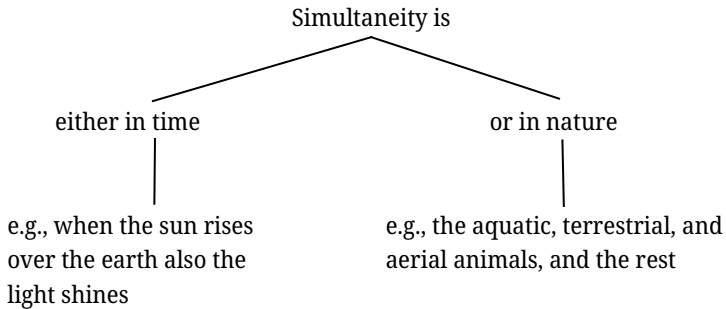 Simultaneity is
either in time
or in nature
e.g., when the sun rises
over the earth also the
light shines
e.g., the aquatic, terrestrial, and
aerial animals, and the rest